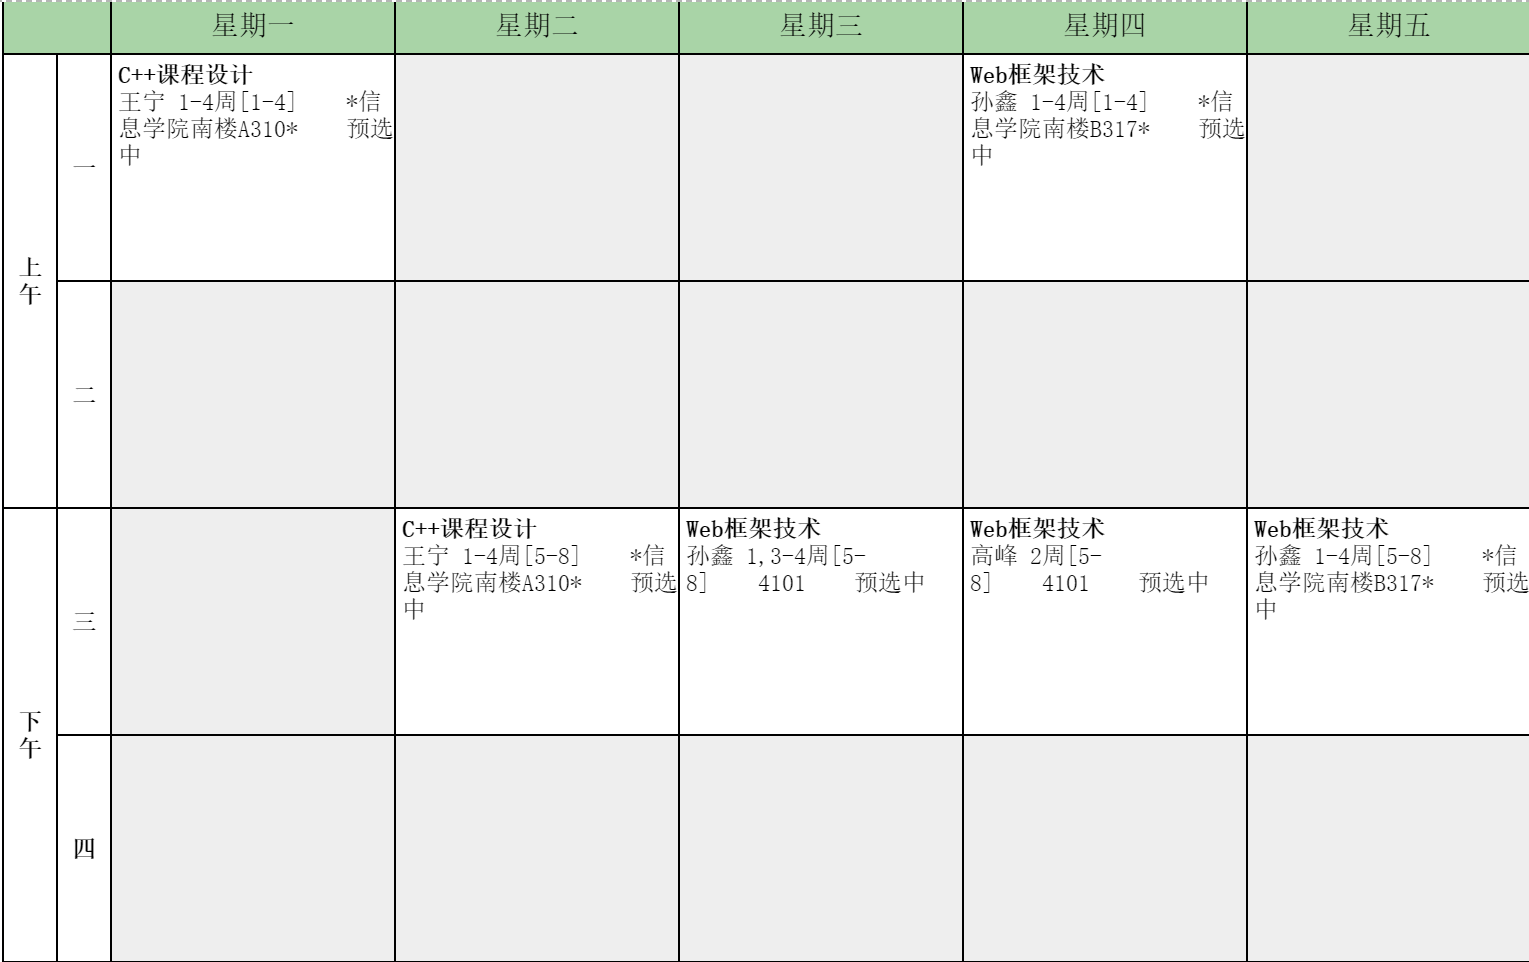 星期一 星期二 星期三 星期四 星期五
上午
一
C++课程设计
王宁 1-4周[1-4] *信
息学院南楼A310* 预选
中
Web框架技术
孙鑫 1-4周[1-4] *信
息学院南楼B317* 预选
中
二
下午
三
C++课程设计
王宁 1-4周[5-8] *信
息学院南楼A310* 预选
中
Web框架技术
孙鑫 1,3-4周[5-
8] 4101 预选中
Web框架技术
高峰 2周[5-
8] 4101 预选中
Web框架技术
孙鑫 1-4周[5-8] *信
息学院南楼B317* 预选
中
四